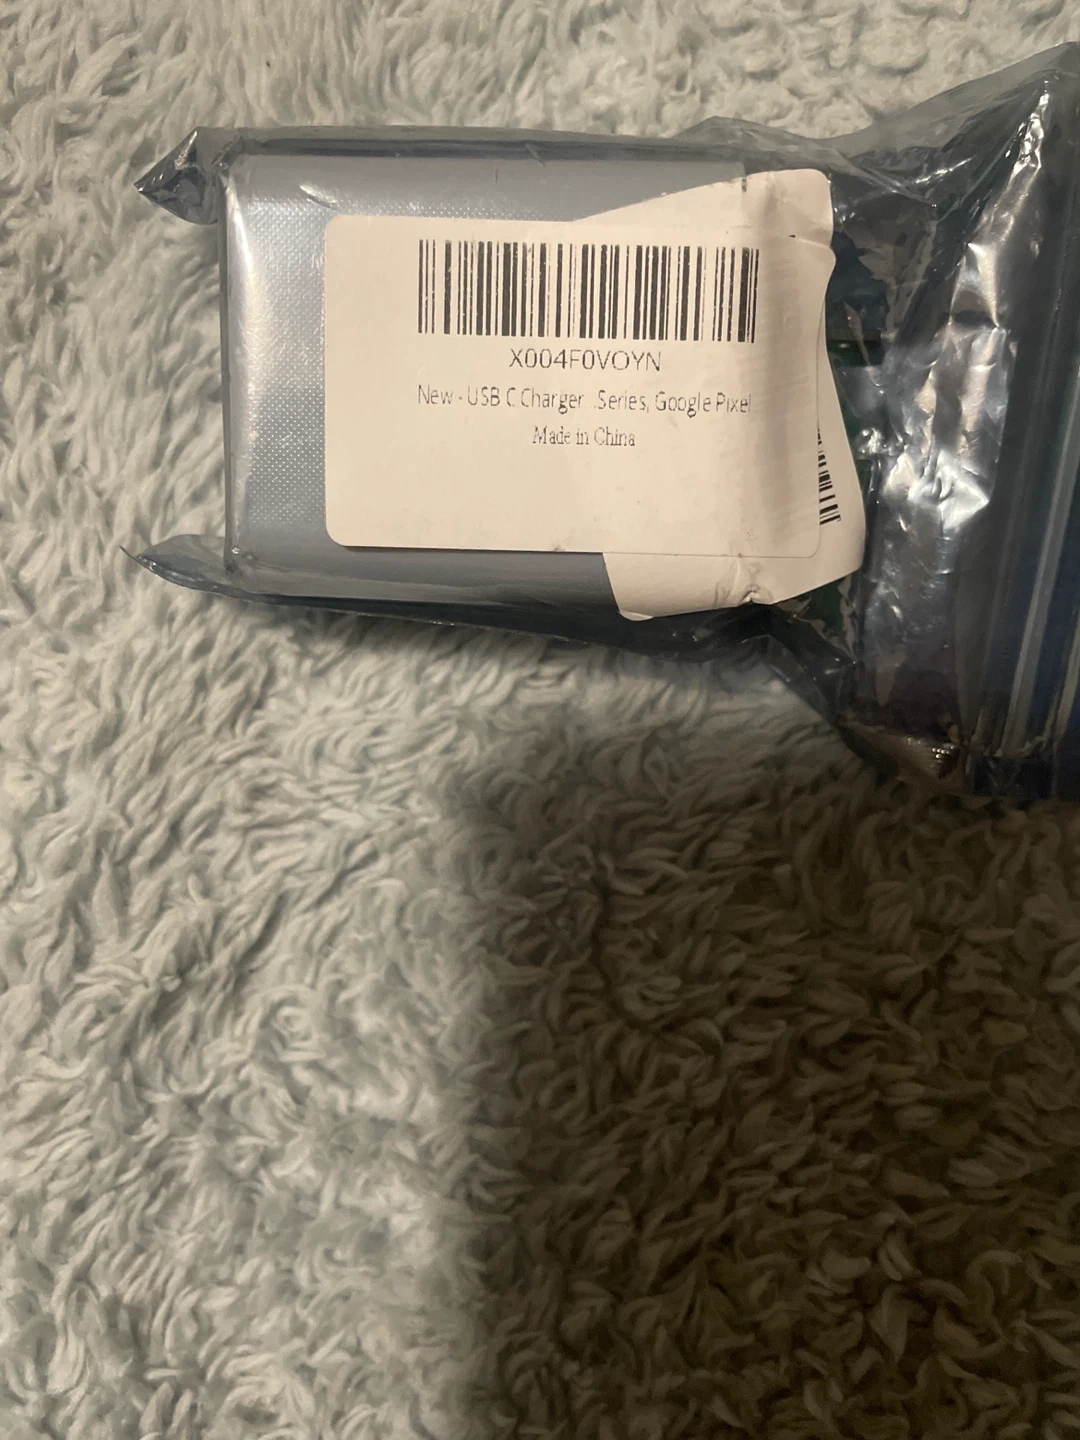 X004F0VOYN
New - USB C Charger ..Series, Google Pixel
Made in China